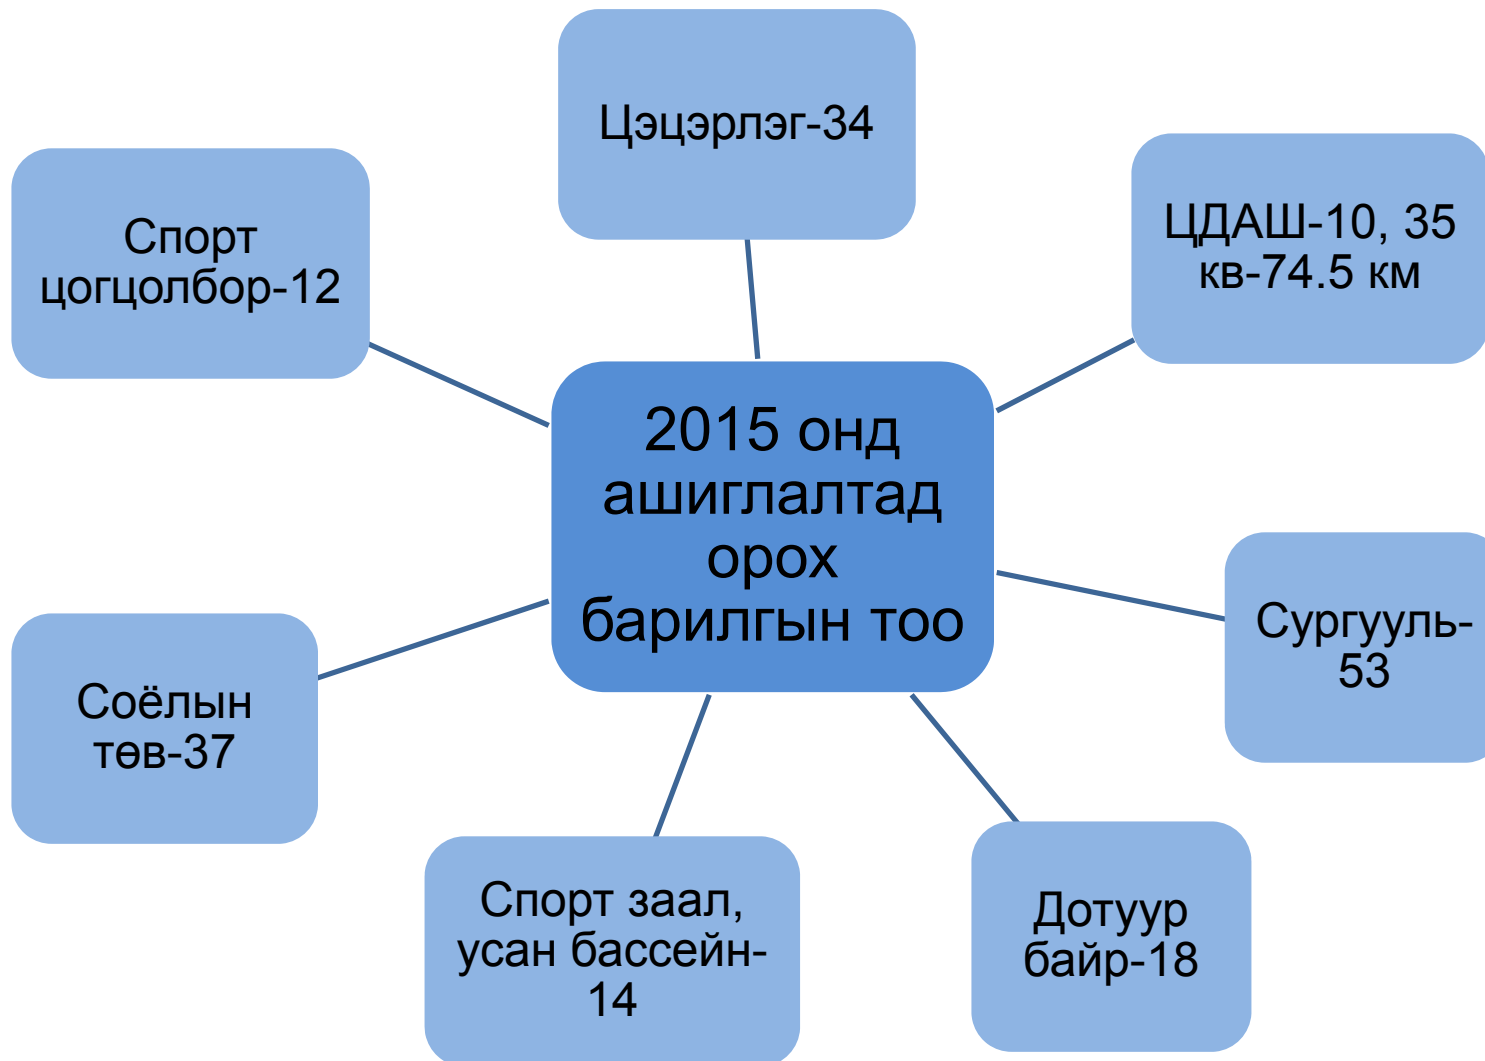 Цэцэрлэг-34
ЦДАШ-10, 35
кв-74.5 км
Спорт
цогцолбор-12
2015 онд
ашиглалтад
орох
барилгын тоо
Сургууль-
53
Соёлын
төв-37
Спорт заал,
усан бассейн-
14
Дотуур
байр-18